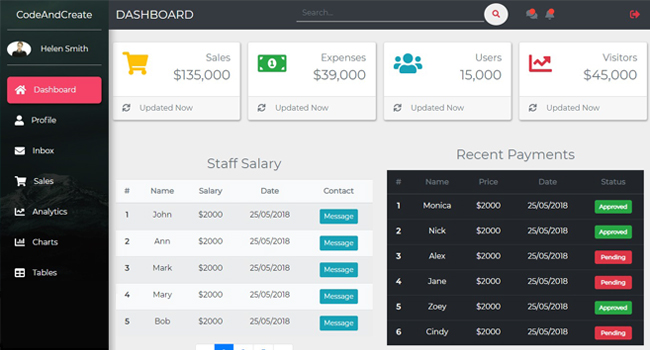 CodeAndCreate
DASHBOARD
Search...
Helen Smith
Dashboard
Profile
Inbox
Sales
Analytics
Charts
Tables
Sales
$135,000
Updated Now
Expenses
$39,000
Updated Now
Users
15,000
Updated Now
Visitors
$45,000
Updated Now
Staff Salary
# Name Salary Date Contact
1 John $2000 25/05/2018 Message
2 Ann $2000 25/05/2018 Message
3 Mark $2000 25/05/2018 Message
4 Mary $2000 25/05/2018 Message
5 Bob $2000 25/05/2018 Message
Recent Payments
# Name Price Date Status
1 Monica $2000 25/05/2018 Approved
2 Nick $2000 25/05/2018 Approved
3 Alex $2000 25/05/2018 Pending
4 Jane $2000 25/05/2018 Pending
5 Zoey $2000 25/05/2018 Approved
6 Cindy $2000 25/05/2018 Pending